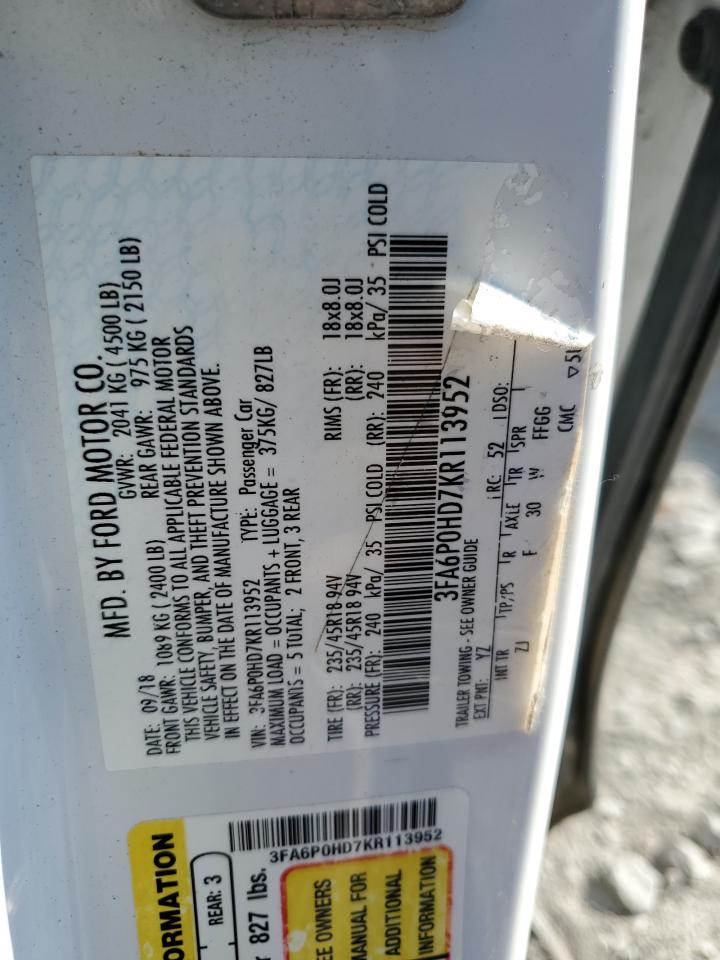 MFD. BY FORD MOTOR CO.
DATE: 09/18 GVWR: 2041 KG ( 4500 LB)
FRONT GAWR: 1089 KG ( 2400 LB) REAR GAWR: 975 KG ( 2150 LB)
THIS VEHICLE CONFORMS TO ALL APPLICABLE FEDERAL MOTOR
VEHICLE SAFETY, BUMPER, AND THEFT PREVENTION STANDARDS
IN EFFECT ON THE DATE OF MANUFACTURE SHOWN ABOVE.
VIN: 3FA6P0HD7KR113952 TYPE: Passenger Car
MAXIMUM LOAD = OCCUPANTS + LUGGAGE = 375KG/ 827LB
OCCUPANTS = 5 TOTAL; 2 FRONT, 3 REAR
TIRE (FR): 235/45R18 94V RIMS (FR): 18x8.0J
(RR): 235/45R18 94V (RR): 18x8.0J
PRESSURE (FR): 240 kPa/ 35 PSI COLD (RR): 240 kPa/ 35 PSI COLD
3FA6P0HD7KR113952
TRAILER TOWING - SEE OWNER GUIDE
EXT PNT: YZ RC: 52 DSO:
INT TR TP/PS R AXLE TR SPR
ZJ F 30 W FFGG
CMC ▽
3FA6P0HD7KR113952
ORMATION
REAR: 3
827 lbs.
EE OWNERS
MANUAL FOR
ADDITIONAL
INFORMATION